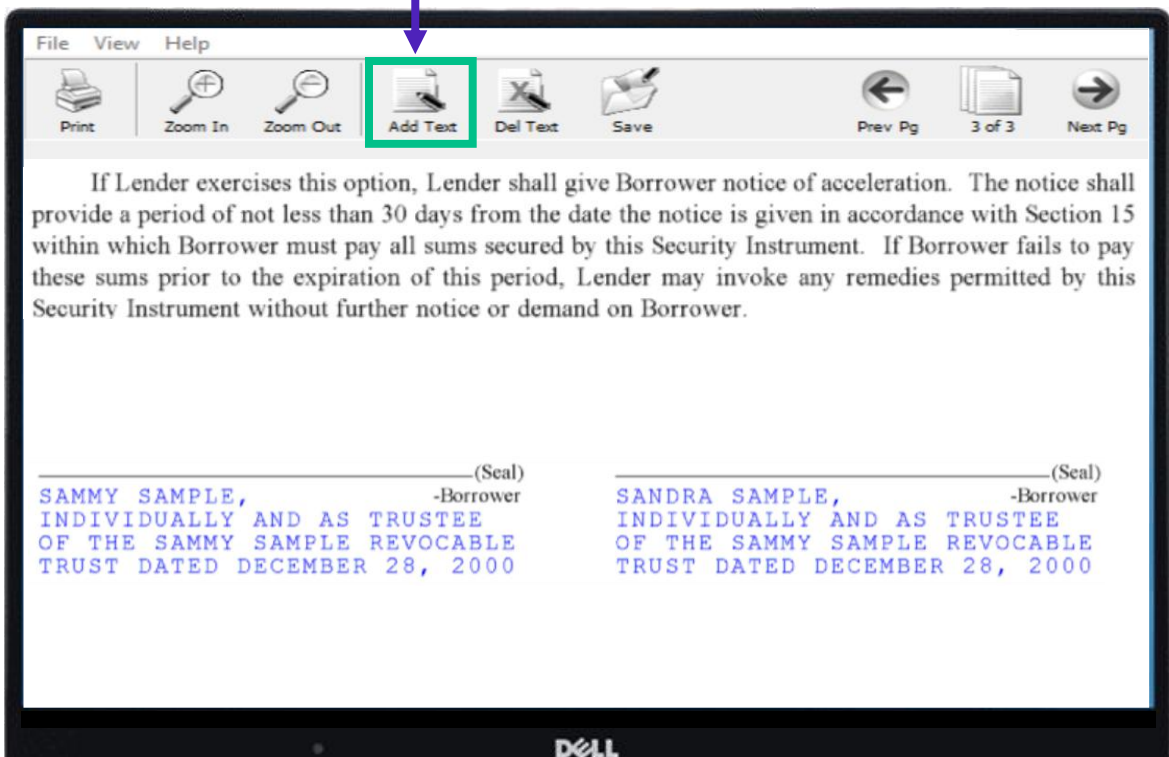 File View Help
Print Zoom In Zoom Out Add Text Del Text Save Prev Pg 3 of 3 Next Pg
If Lender exercises this option, Lender shall give Borrower notice of acceleration. The notice shall
provide a period of not less than 30 days from the date the notice is given in accordance with Section 15
within which Borrower must pay all sums secured by this Security Instrument. If Borrower fails to pay
these sums prior to the expiration of this period, Lender may invoke any remedies permitted by this
Security Instrument without further notice or demand on Borrower.
(Seal)
SAMMY SAMPLE, -Borrower
INDIVIDUALLY AND AS TRUSTEE
OF THE SAMMY SAMPLE REVOCABLE
TRUST DATED DECEMBER 28, 2000
(Seal)
SANDRA SAMPLE, -Borrower
INDIVIDUALLY AND AS TRUSTEE
OF THE SAMMY SAMPLE REVOCABLE
TRUST DATED DECEMBER 28, 2000
DELL